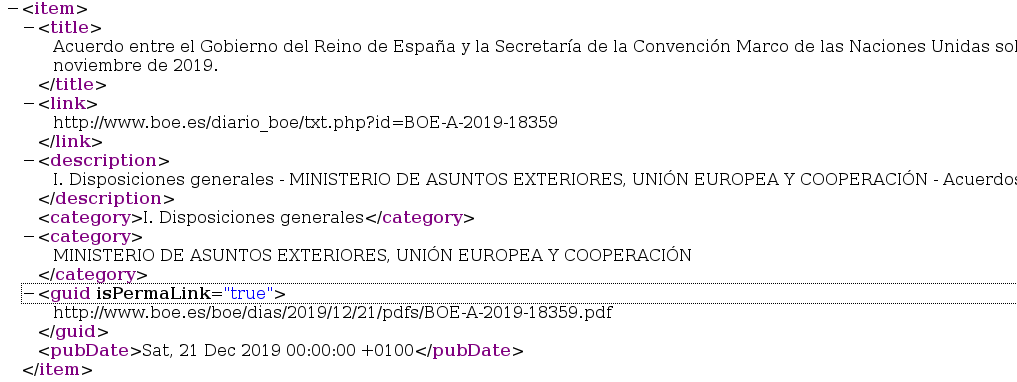 −<item>
−<title>
Acuerdo entre el Gobierno del Reino de España y la Secretaría de la Convención Marco de las Naciones Unidas
noviembre de 2019.
</title>
−<link>
http://www.boe.es/diario_boe/txt.php?id=BOE-A-2019-18359
</link>
−<description>
I. Disposiciones generales - MINISTERIO DE ASUNTOS EXTERIORES, UNIÓN EUROPEA Y COOPERACIÓN - Acuerdos
</description>
<category>I. Disposiciones generales</category>
−<category>
MINISTERIO DE ASUNTOS EXTERIORES, UNIÓN EUROPEA Y COOPERACIÓN
</category>
−<guid isPermaLink="true">
http://www.boe.es/boe/dias/2019/12/21/pdfs/BOE-A-2019-18359.pdf
</guid>
<pubDate>Sat, 21 Dec 2019 00:00:00 +0100</pubDate>
</item>